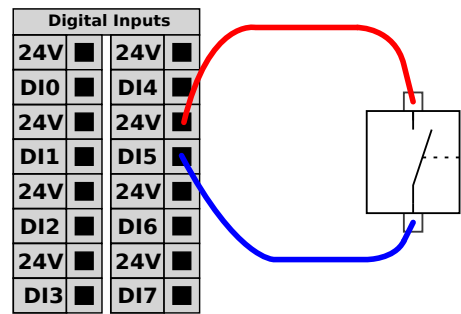 Digital Inputs
24V 24V
DI0 DI4
24V 24V
DI1 DI5
24V 24V
DI2 DI6
24V 24V
DI3 DI7